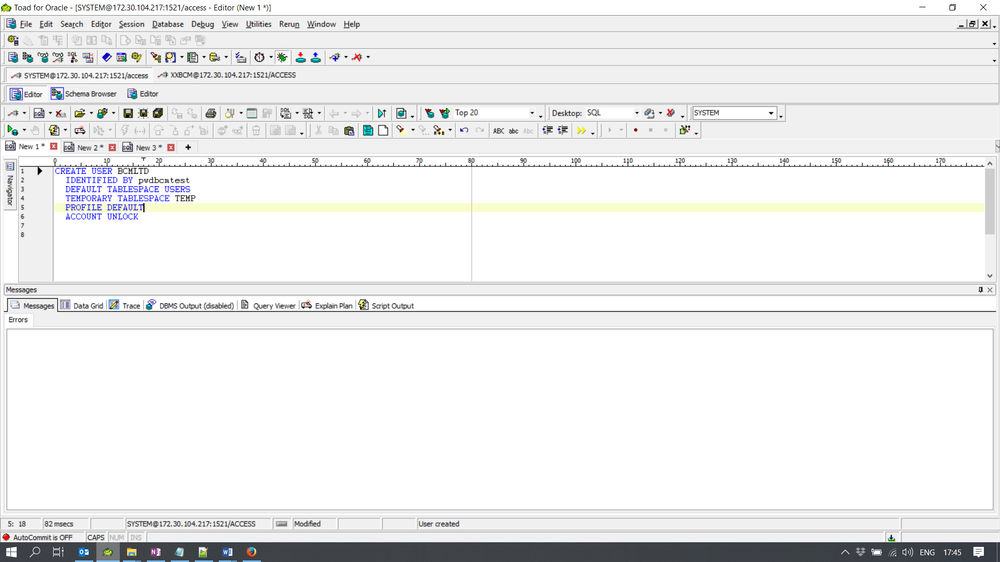 Toad for Oracle - [SYSTEM@172.30.104.217:1521/access - Editor (New 1 *)]
File Edit Search Editor Session Database Debug View Utilities Rerun Window Help
SYSTEM@172.30.104.217:1521/access XXBCM@172.30.104.217:1521/ACCESS
Editor Schema Browser Editor
SQL SQL SQL Top 20 Desktop: SQL SYSTEM
ABC abc Abc
New 1 * New 2 * New 3 * +
0 10 20 30 40 50 60 70 80 90 100 110 120 130 140 150 160 170
Navigator
1 CREATE USER BCMLTD
2 IDENTIFIED BY pwdbcmtest
3 DEFAULT TABLESPACE USERS
4 TEMPORARY TABLESPACE TEMP
5 PROFILE DEFAULT
6 ACCOUNT UNLOCK
7
8
Messages
Messages Data Grid Trace DBMS Output (disabled) Query Viewer Explain Plan Script Output
Errors
5: 18 82 msecs SYSTEM@172.30.104.217:1521/ACCESS Modified User created
AutoCommit is OFF CAPS NUM INS
ENG 17:45